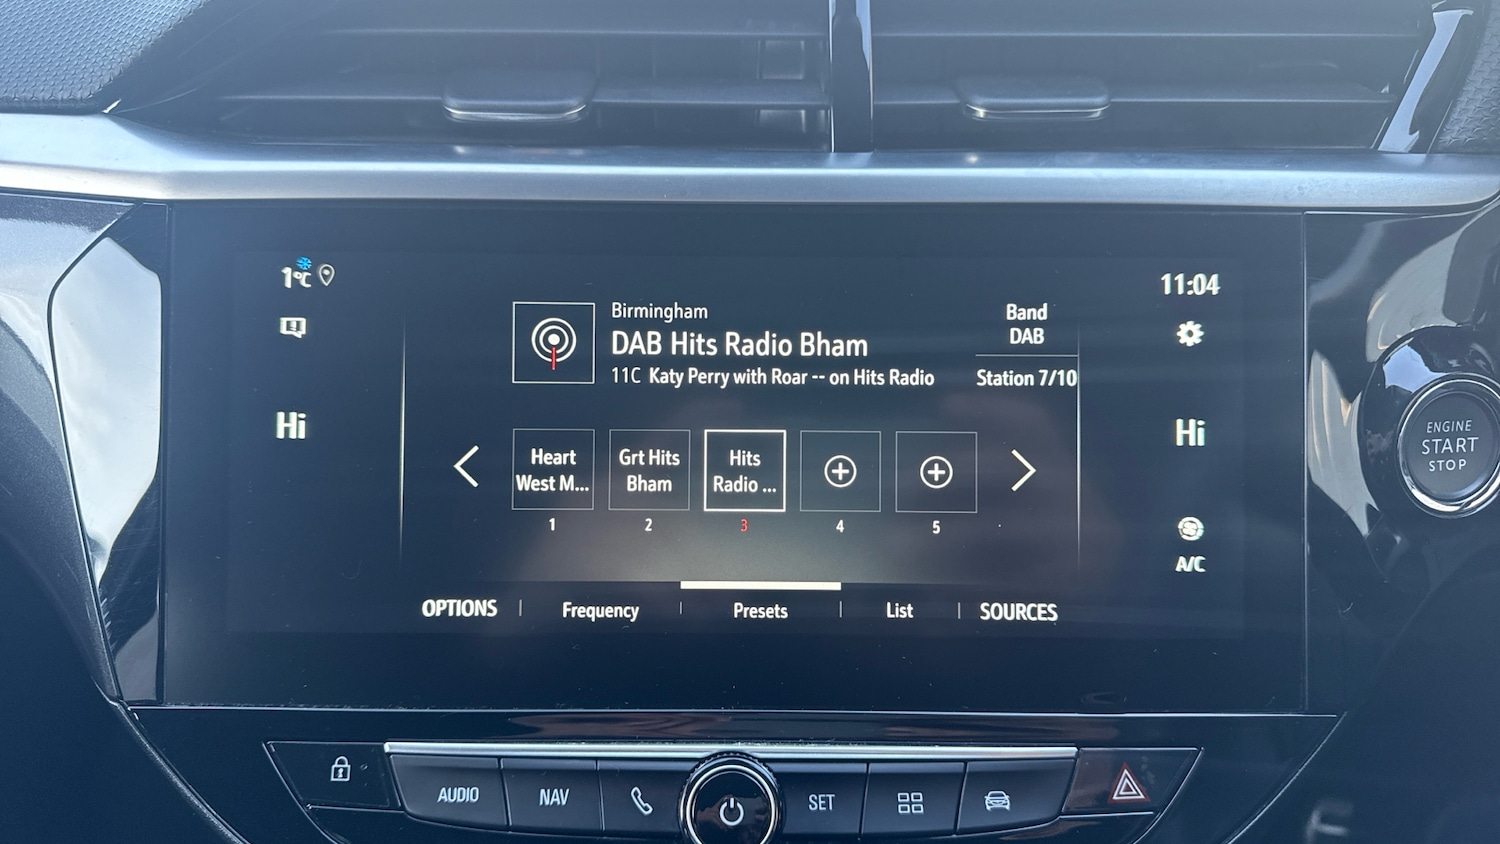 1°C
11:04
Birmingham
DAB Hits Radio Bham
11C Katy Perry with Roar -- on Hits Radio
Band
DAB
Station 7/10
Hi
Hi
Heart
West M...
1
Grt Hits
Bham
2
Hits
Radio ...
3
4
5
A/C
OPTIONS
Frequency
Presets
List
SOURCES
ENGINE
START
STOP
AUDIO
NAV
SET